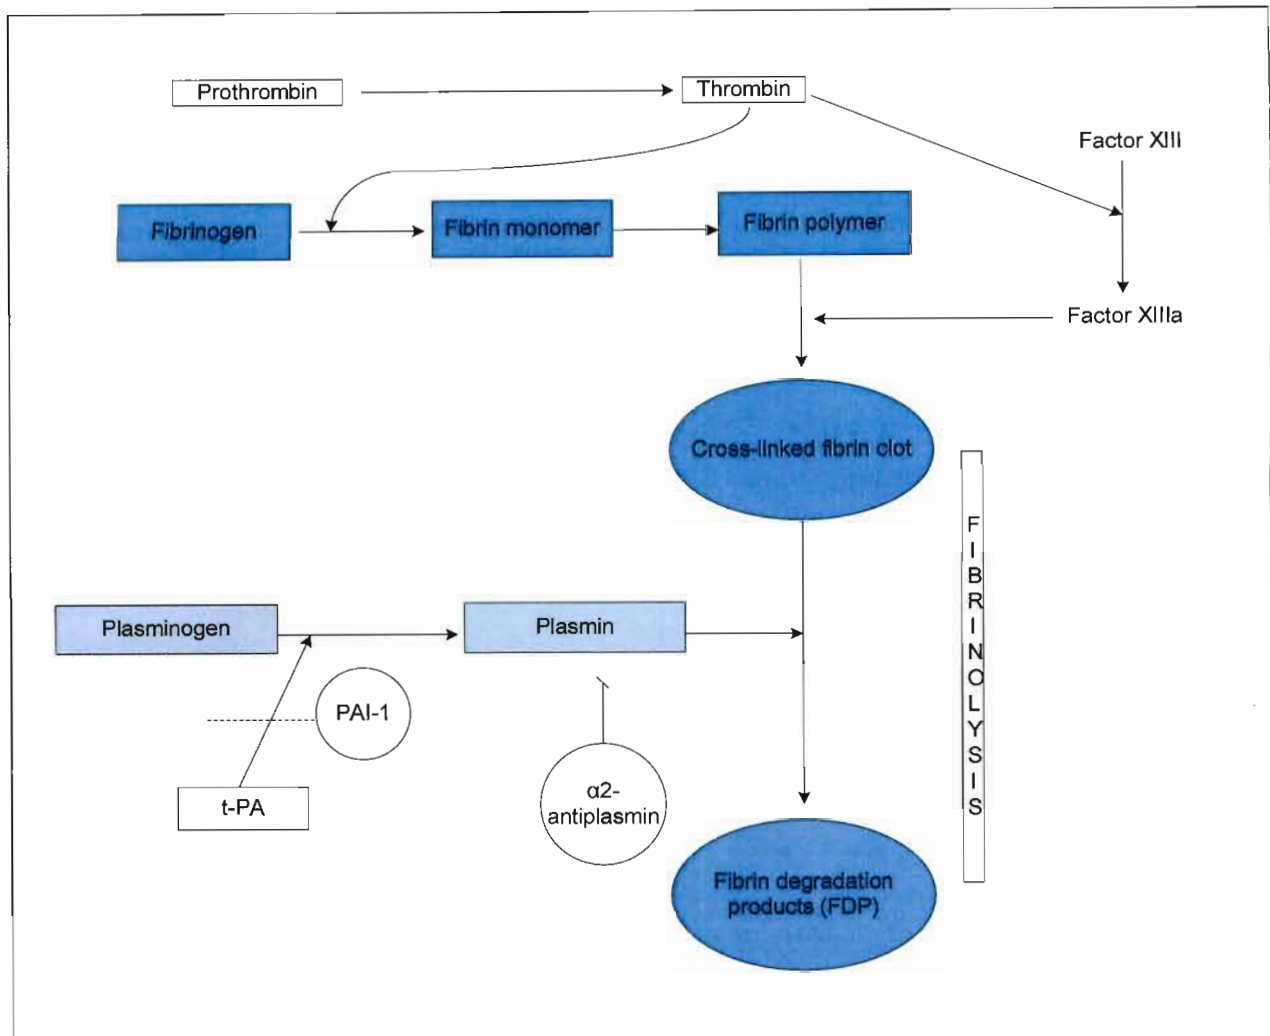 Prothrombin
Thrombin
Factor XIII
Fibrinogen
Fibrin monomer
Fibrin polymer
Factor XIIIa
Cross-linked fibrin clot
FIBRINOLYSIS
Plasminogen
Plasmin
PAI-1
t-PA
α2-
antiplasmin
Fibrin degradation
products (FDP)